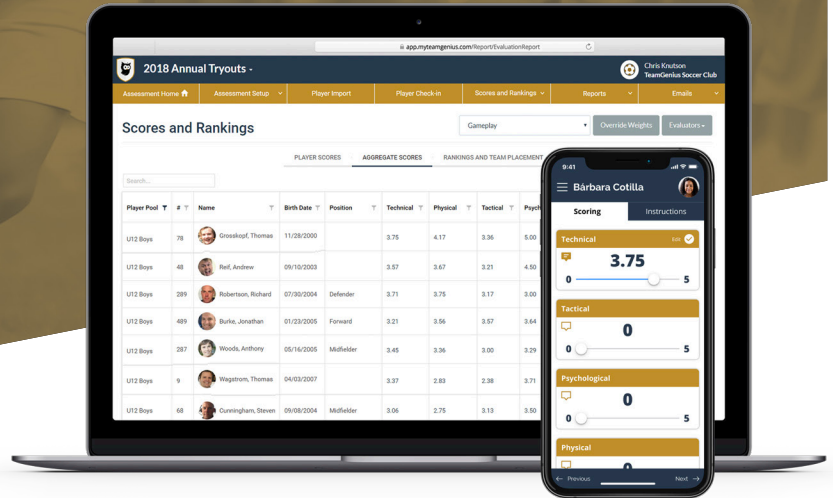 app.myteamgenius.com/Report/EvaluationReport
2018 Annual Tryouts -
Chris Knutson
TeamGenius Soccer Club
Assessment Home Assessment Setup Player Import Player Check-in Scores and Rankings Reports Emails
Scores and Rankings
Gameplay Override Weights Evaluators
PLAYER SCORES AGGREGATE SCORES RANKINGS AND TEAM PLACEMENT
Search...
Player Pool # Name Birth Date Position Technical Physical Tactical Psych
U12 Boys 78 Grosskopf, Thomas 11/28/2000 3.75 4.17 3.36 5.00
U12 Boys 48 Reif, Andrew 09/10/2003 3.57 3.67 3.21 4.50
U12 Boys 289 Robertson, Richard 07/30/2004 Defender 3.71 3.75 3.17 3.00
U12 Boys 489 Burke, Jonathan 01/23/2005 Forward 3.21 3.56 3.57 3.64
U12 Boys 287 Woods, Anthony 05/16/2005 Midfielder 3.45 3.36 3.00 3.29
U12 Boys 9 Wagstrom, Thomas 04/03/2007 3.37 2.83 2.38 3.71
U12 Boys 68 Cunningham, Steven 09/08/2004 Midfielder 3.06 2.75 3.13 3.50
9:41
Bárbara Cotilla
Scoring Instructions
Technical
3.75
0 5
Tactical
0
0 5
Psychological
0
0 5
Physical
0
← Previous Next →